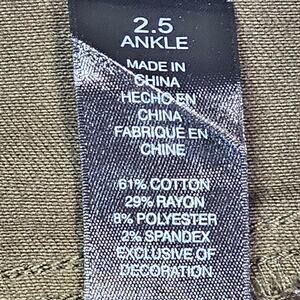 2.5
ANKLE
MADE IN
CHINA
HECHO EN
CHINA
FABRIQUÉ EN
CHINE
61% COTTON
29% RAYON
8% POLYESTER
2% SPANDEX
EXCLUSIVE OF
DECORATION